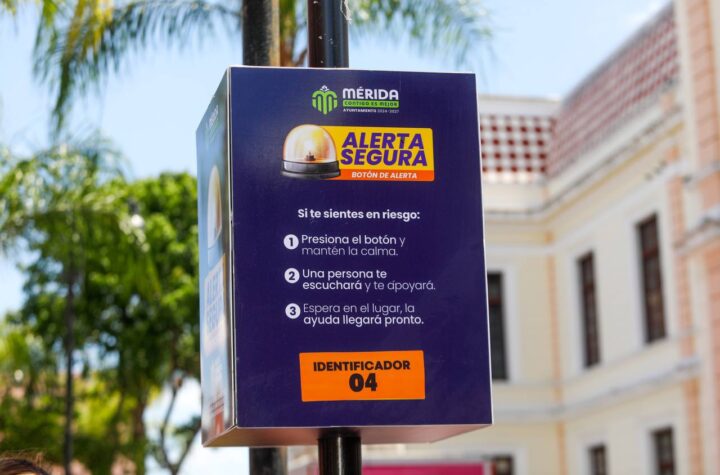 MÉRIDA
CONTIGO ES MEJOR
AYUNTAMIENTO 2024-2027
ALERTA
SEGURA
BOTÓN DE ALERTA
Si te sientes en riesgo:
1 Presiona el botón y
mantén la calma.
2 Una persona te
escuchará y te apoyará.
3 Espera en el lugar, la
ayuda llegará pronto.
IDENTIFICADOR
04